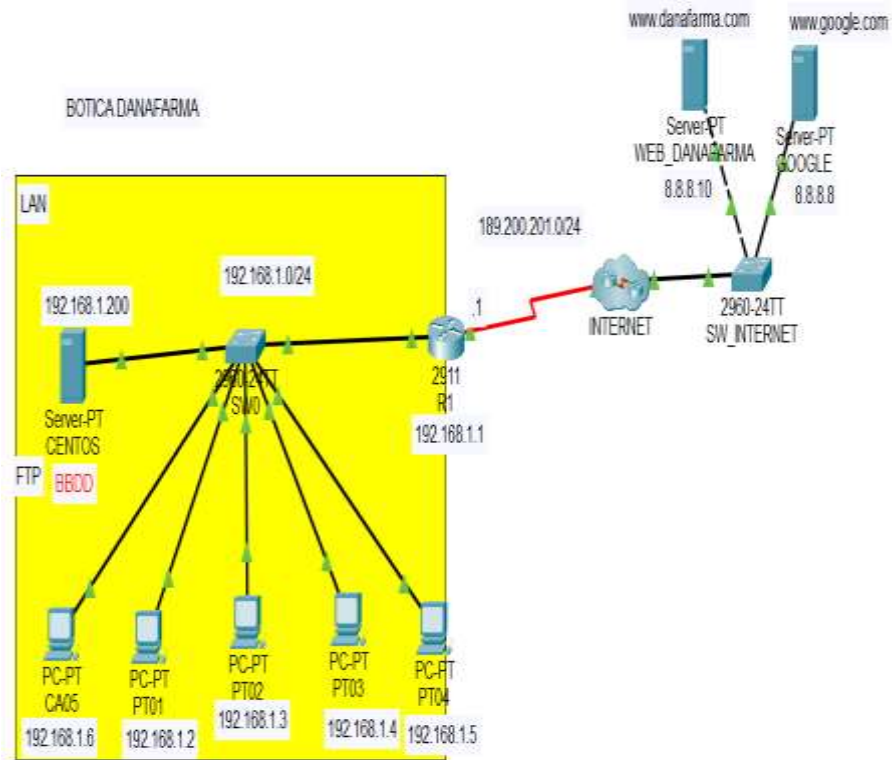 www.danafarma.com
www.google.com
BOTICA DANAFARMA
Server-PT
WEB_DANAFARMA
8.8.8.10
Server-PT
GOOGLE
8.8.8.8
LAN
189.200.201.0/24
192.168.1.0/24
192.168.1.200
.1
INTERNET
2960-24TT
SW_INTERNET
2960-24TT
SW0
2911
R1
192.168.1.1
Server-PT
CENTOS
FTP
BBDD
PC-PT
CA05
192.168.1.6
PC-PT
PT01
192.168.1.2
PC-PT
PT02
192.168.1.3
PC-PT
PT03
192.168.1.4
PC-PT
PT04
192.168.1.5